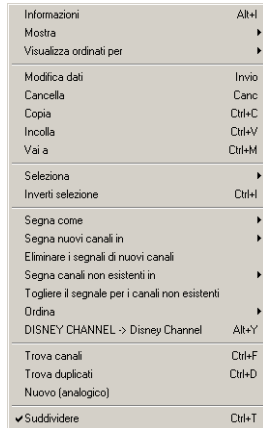 Informazioni Alt+I
Mostra
Visualizza ordinati per
Modifica dati Invio
Cancella Canc
Copia Ctrl+C
Incolla Ctrl+V
Vai a Ctrl+M
Seleziona
Inverti selezione Ctrl+I
Segna come
Segna nuovi canali in
Eliminare i segnali di nuovi canali
Segna canali non esistenti in
Togliere il segnale per i canali non esistenti
Ordina
DISNEY CHANNEL -> Disney Channel Alt+Y
Trova canali Ctrl+F
Trova duplicati Ctrl+D
Nuovo (analogico)
Suddividere Ctrl+T